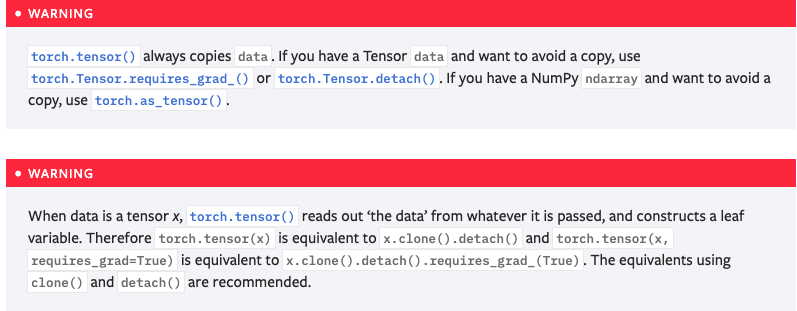 WARNING
torch.tensor() always copies data. If you have a Tensor data and want to avoid a copy, use
torch.Tensor.requires_grad_() or torch.Tensor.detach(). If you have a NumPy ndarray and want to avoid a
copy, use torch.as_tensor().
WARNING
When data is a tensor x, torch.tensor() reads out ‘the data’ from whatever it is passed, and constructs a leaf
variable. Therefore torch.tensor(x) is equivalent to x.clone().detach() and torch.tensor(x,
requires_grad=True) is equivalent to x.clone().detach().requires_grad_(True). The equivalents using
clone() and detach() are recommended.